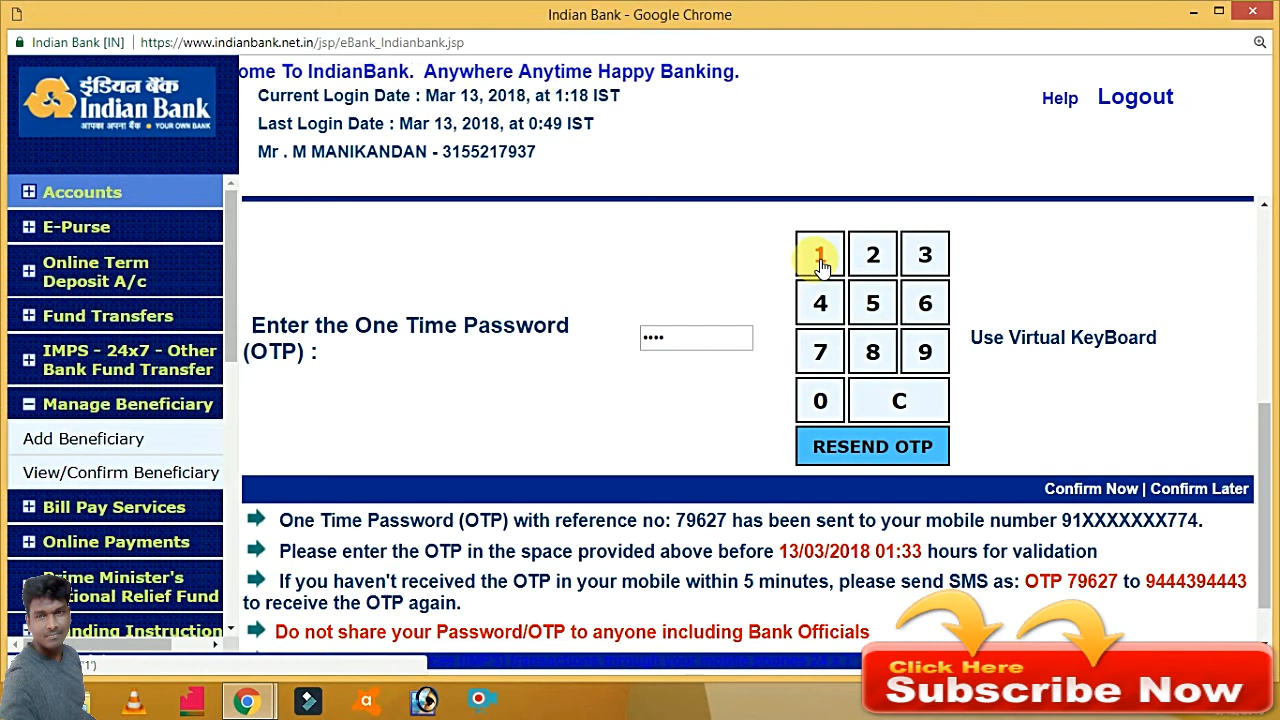 Indian Bank - Google Chrome
Indian Bank [IN] https://www.indianbank.net.in/jsp/eBank_Indianbank.jsp
इंडियन बैंक
Indian Bank
आपका अपना बैंक YOUR OWN BANK
ome To IndianBank. Anywhere Anytime Happy Banking.
Current Login Date : Mar 13, 2018, at 1:18 IST
Last Login Date : Mar 13, 2018, at 0:49 IST
Mr . M MANIKANDAN - 3155217937
Help Logout
Accounts
E-Purse
Online Term
Deposit A/c
Fund Transfers
IMPS - 24x7 - Other
Bank Fund Transfer
Manage Beneficiary
Add Beneficiary
View/Confirm Beneficiary
Bill Pay Services
Online Payments
Prime Minister's
tional Relief Fund
nding Instruction
Enter the One Time Password
(OTP) :
••••
1 2 3
4 5 6
7 8 9
0 C
RESEND OTP
Use Virtual KeyBoard
Confirm Now | Confirm Later
One Time Password (OTP) with reference no: 79627 has been sent to your mobile number 91XXXXXXX774.
Please enter the OTP in the space provided above before 13/03/2018 01:33 hours for validation
If you haven't received the OTP in your mobile within 5 minutes, please send SMS as: OTP 79627 to 9444394443
to receive the OTP again.
Do not share your Password/OTP to anyone including Bank Officials
'1')
Click Here
Subscribe Now